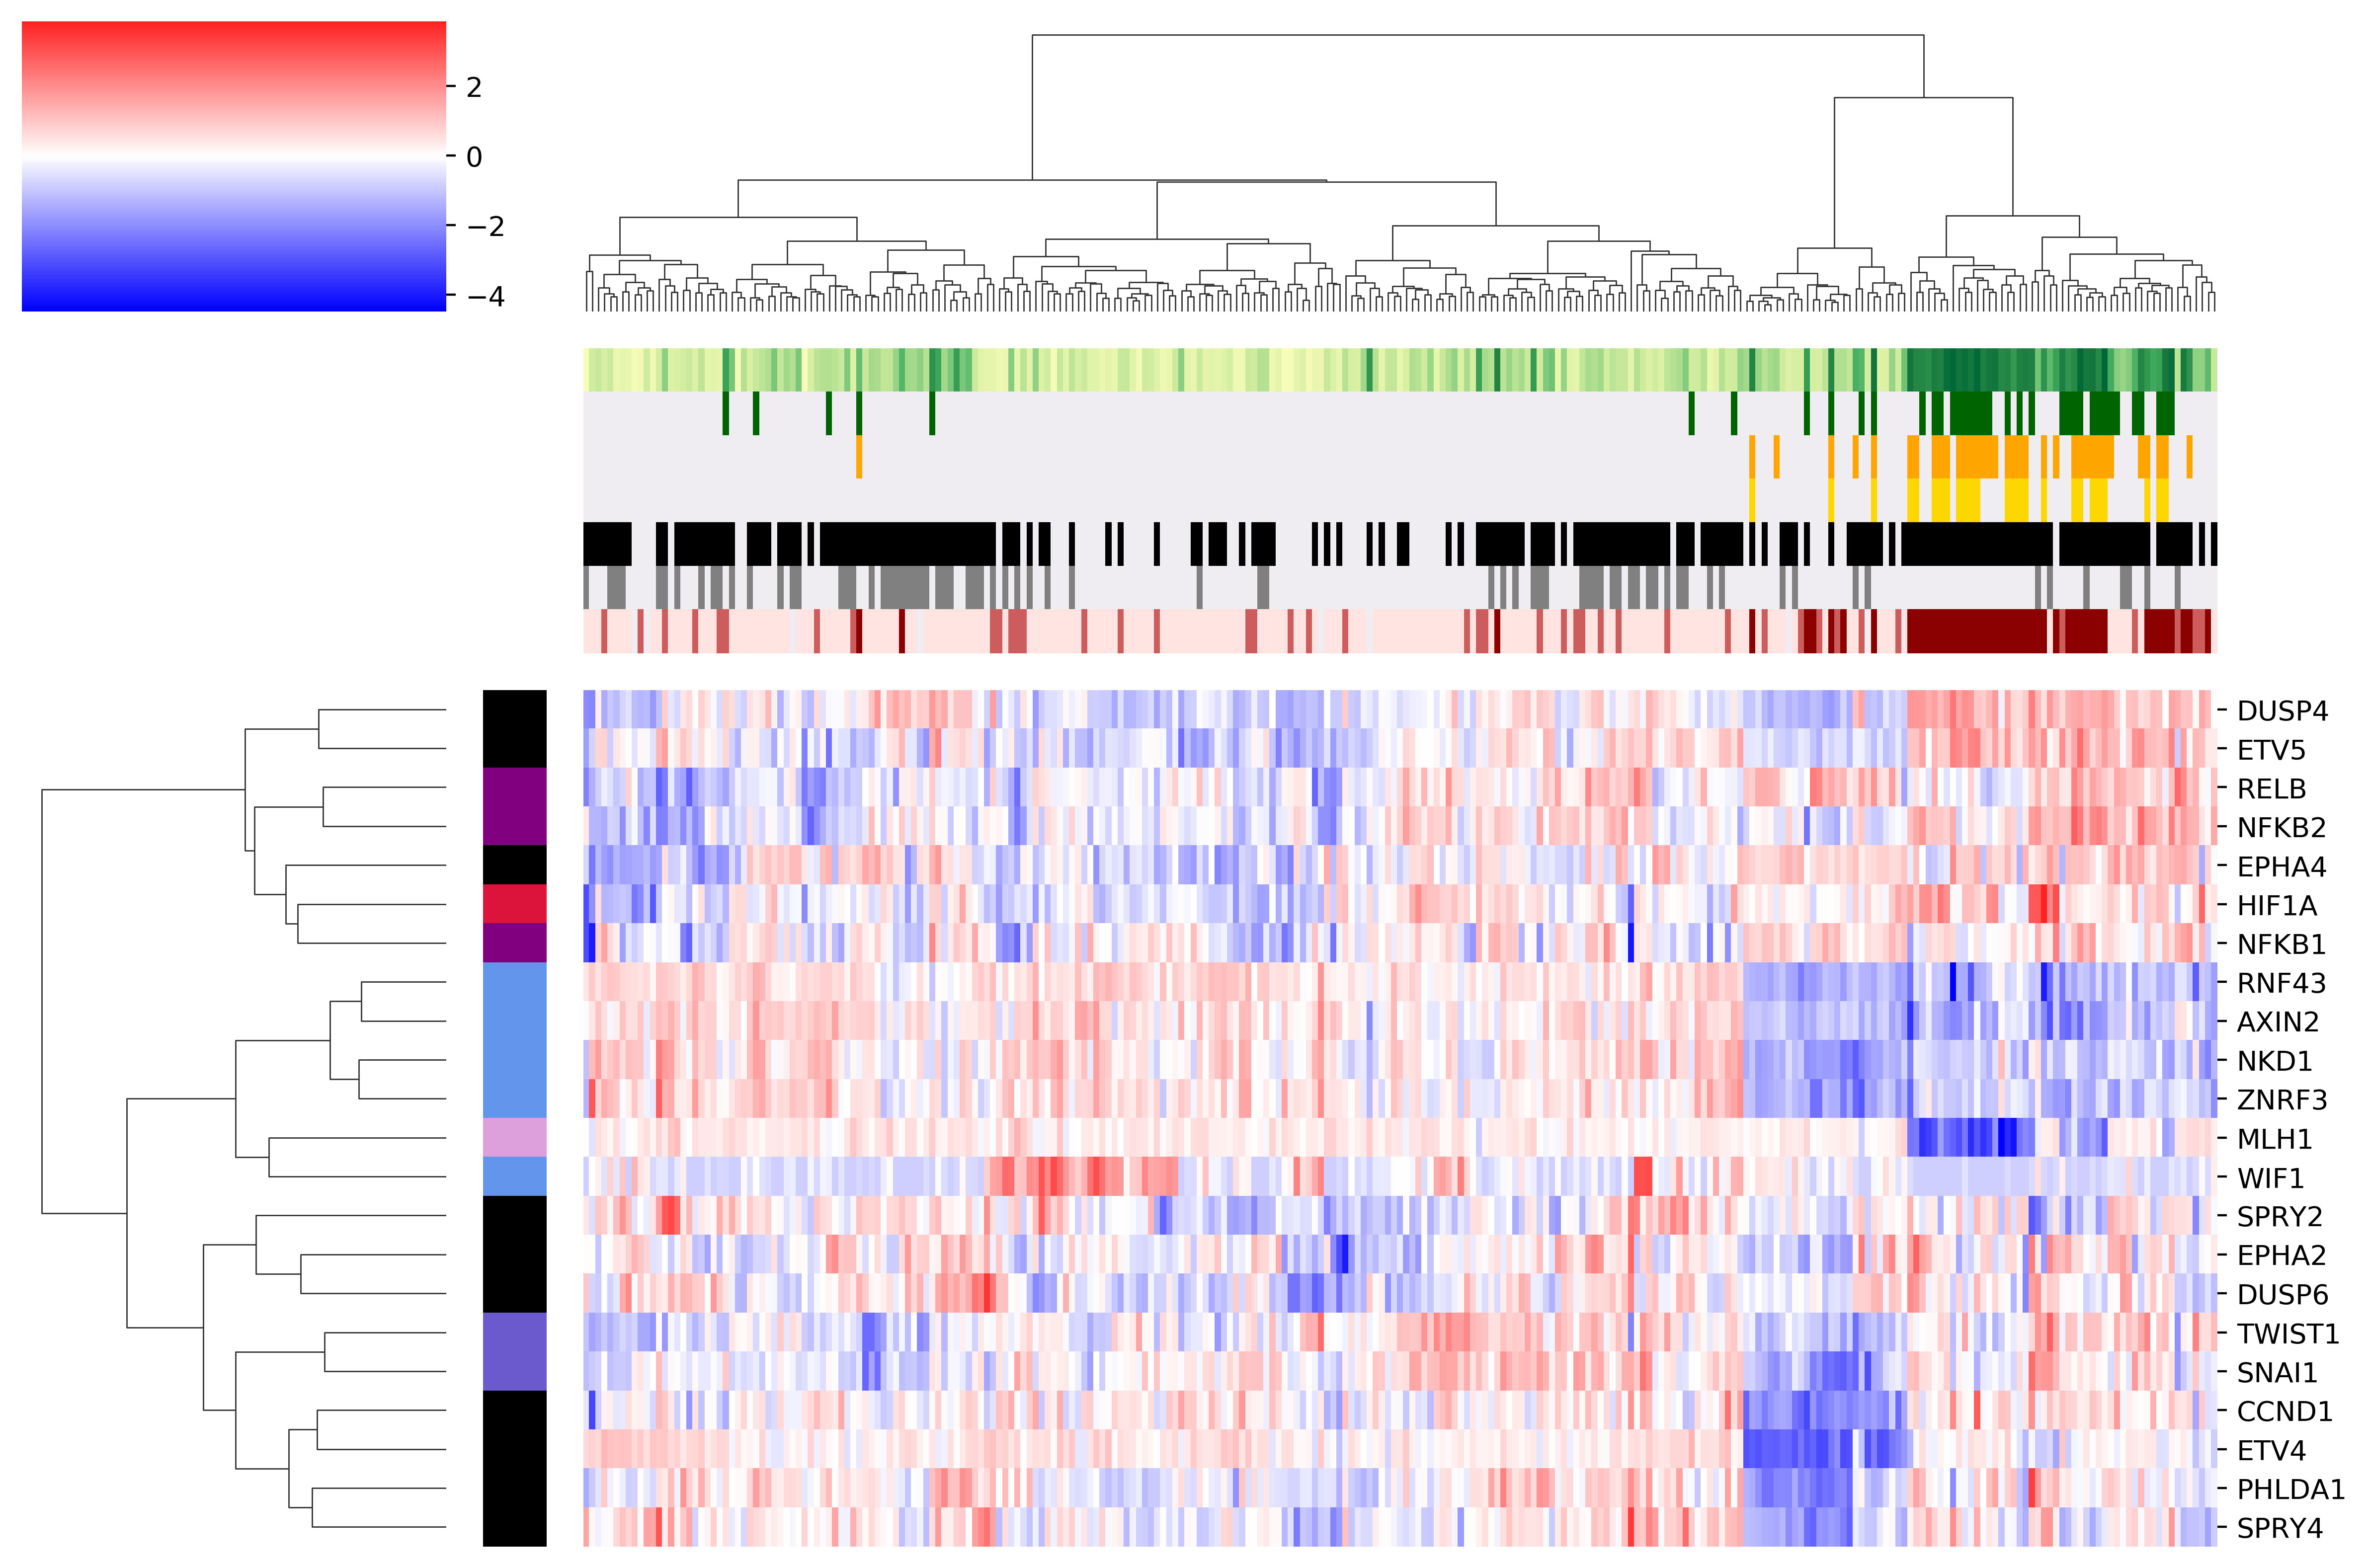 2
0
−2
−4
DUSP4
ETV5
RELB
NFKB2
EPHA4
HIF1A
NFKB1
RNF43
AXIN2
NKD1
ZNRF3
MLH1
WIF1
SPRY2
EPHA2
DUSP6
TWIST1
SNAI1
CCND1
ETV4
PHLDA1
SPRY4